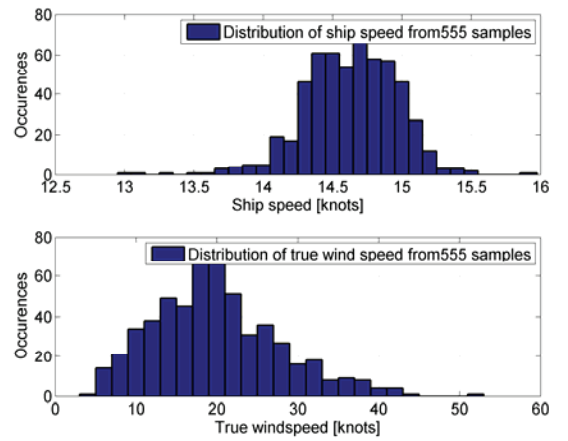 80
60
40
20
0
Occurences
Distribution of ship speed from555 samples
12.5 13 13.5 14 14.5 15 15.5 16
Ship speed [knots]
80
60
40
20
0
Occurences
Distribution of true wind speed from555 samples
0 10 20 30 40 50 60
True windspeed [knots]